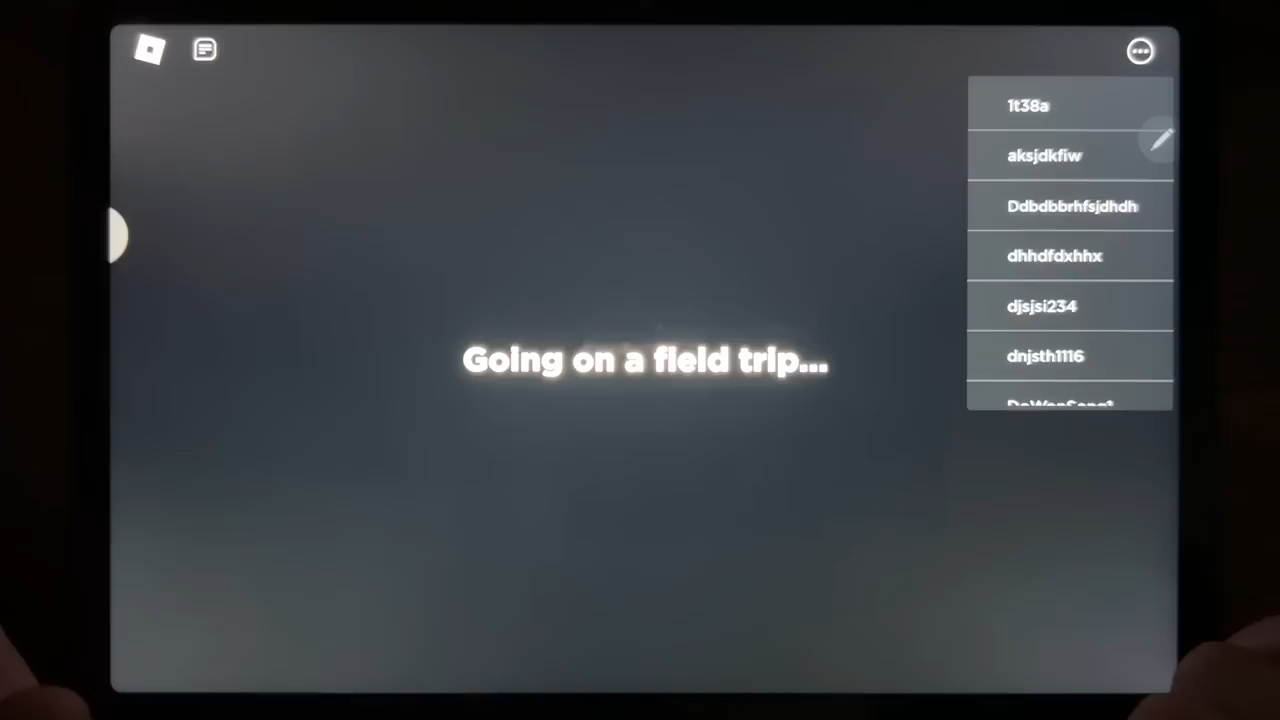 1t38a
aksjdkfiw
Ddbdbbrhfsjdhdh
dhhdfdxhhx
djsjsi234
Going on a field trip...
dnjsth1116